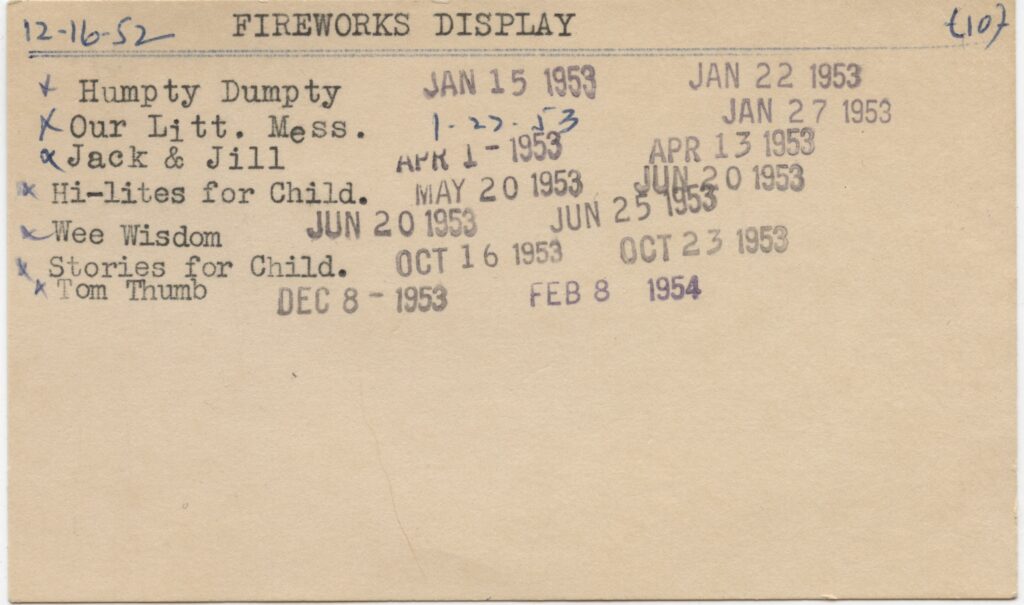 12-16-52 FIREWORKS DISPLAY (10)
x Humpty Dumpty JAN 15 1953 JAN 22 1953
x Our Litt. Mess. 1-22-53 JAN 27 1953
x Jack & Jill APR 1 - 1953 APR 13 1953
x Hi-lites for Child. MAY 20 1953 JUN 20 1953
x Wee Wisdom JUN 20 1953 JUN 25 1953
x Stories for Child. OCT 16 1953 OCT 23 1953
x Tom Thumb DEC 8 - 1953 FEB 8 1954